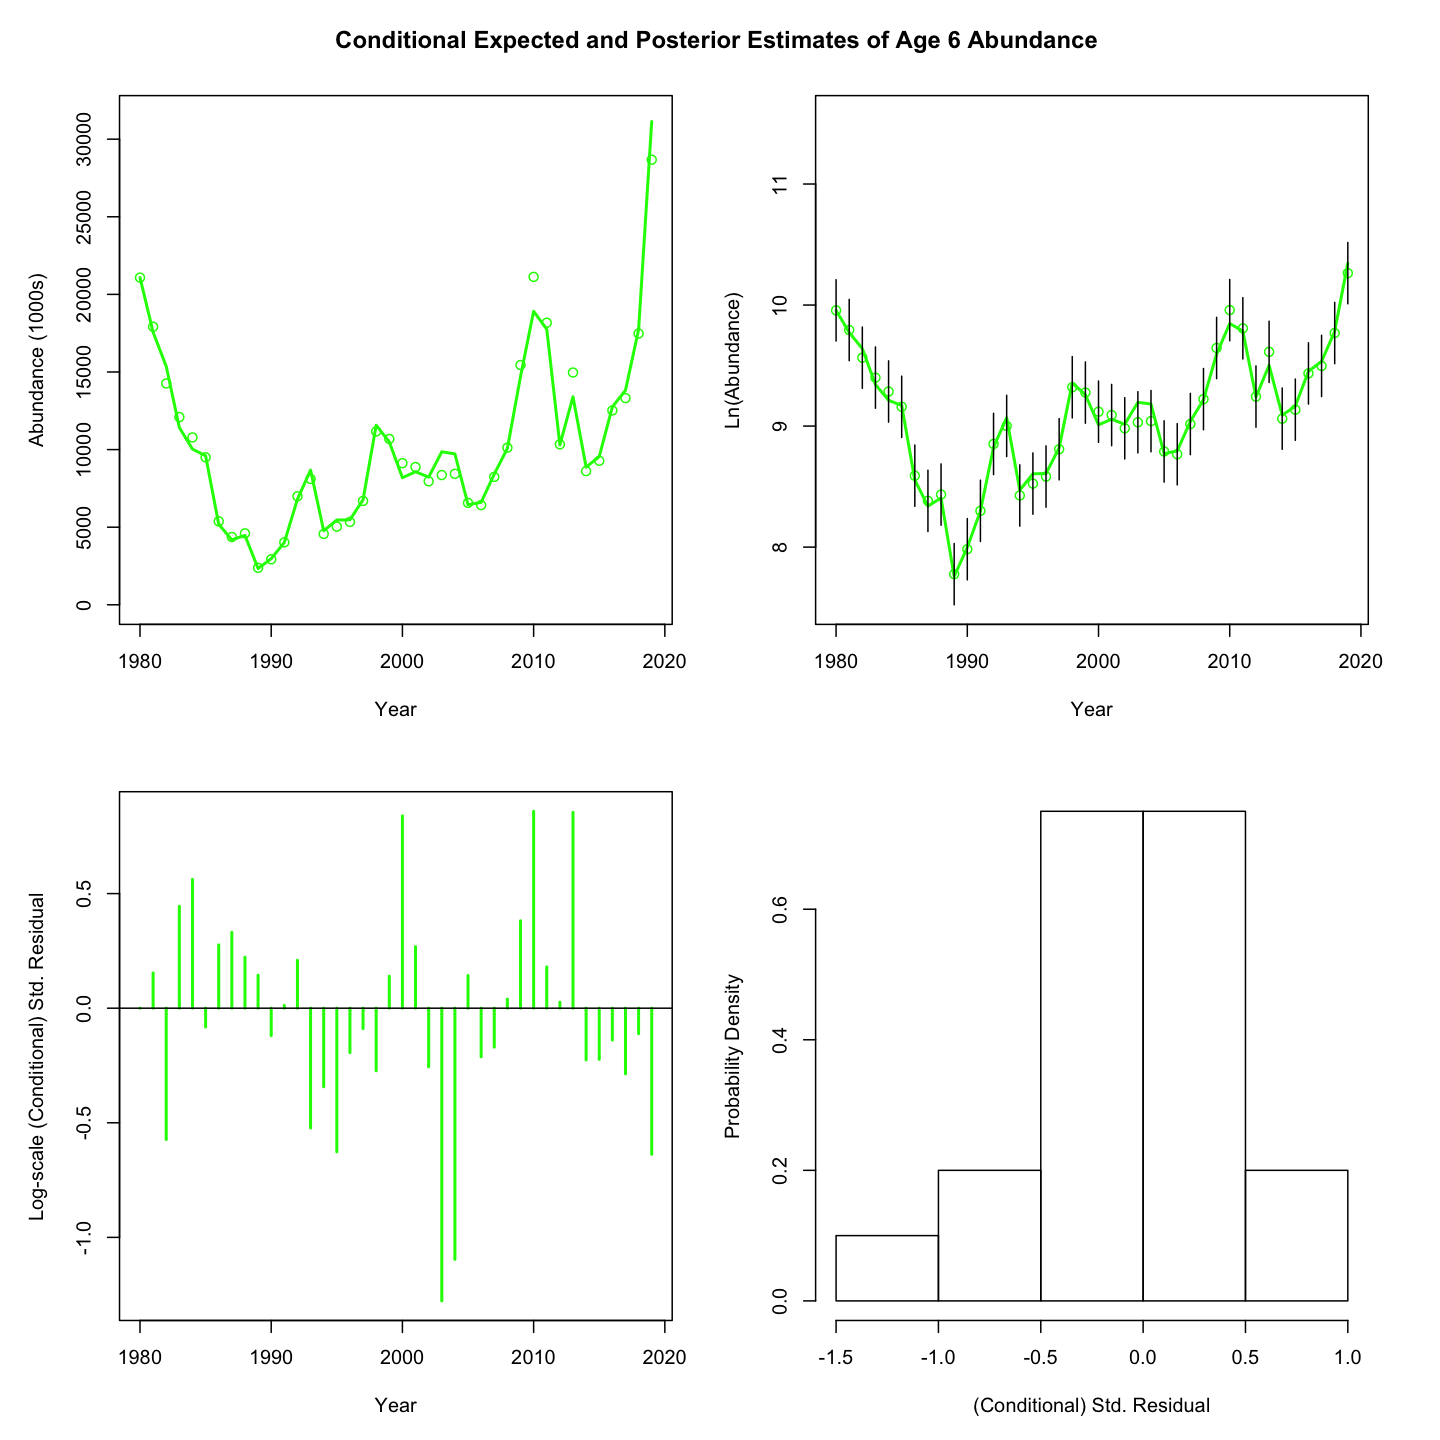 Conditional Expected and Posterior Estimates of Age 6 Abundance
Abundance (1000s)
30000
25000
20000
15000
10000
5000
0
1980 1990 2000 2010 2020
Year
Ln(Abundance)
11
10
9
8
1980 1990 2000 2010 2020
Year
Log-scale (Conditional) Std. Residual
0.5
0.0
-0.5
-1.0
1980 1990 2000 2010 2020
Year
Probability Density
0.6
0.4
0.2
0.0
-1.5 -1.0 -0.5 0.0 0.5 1.0
(Conditional) Std. Residual